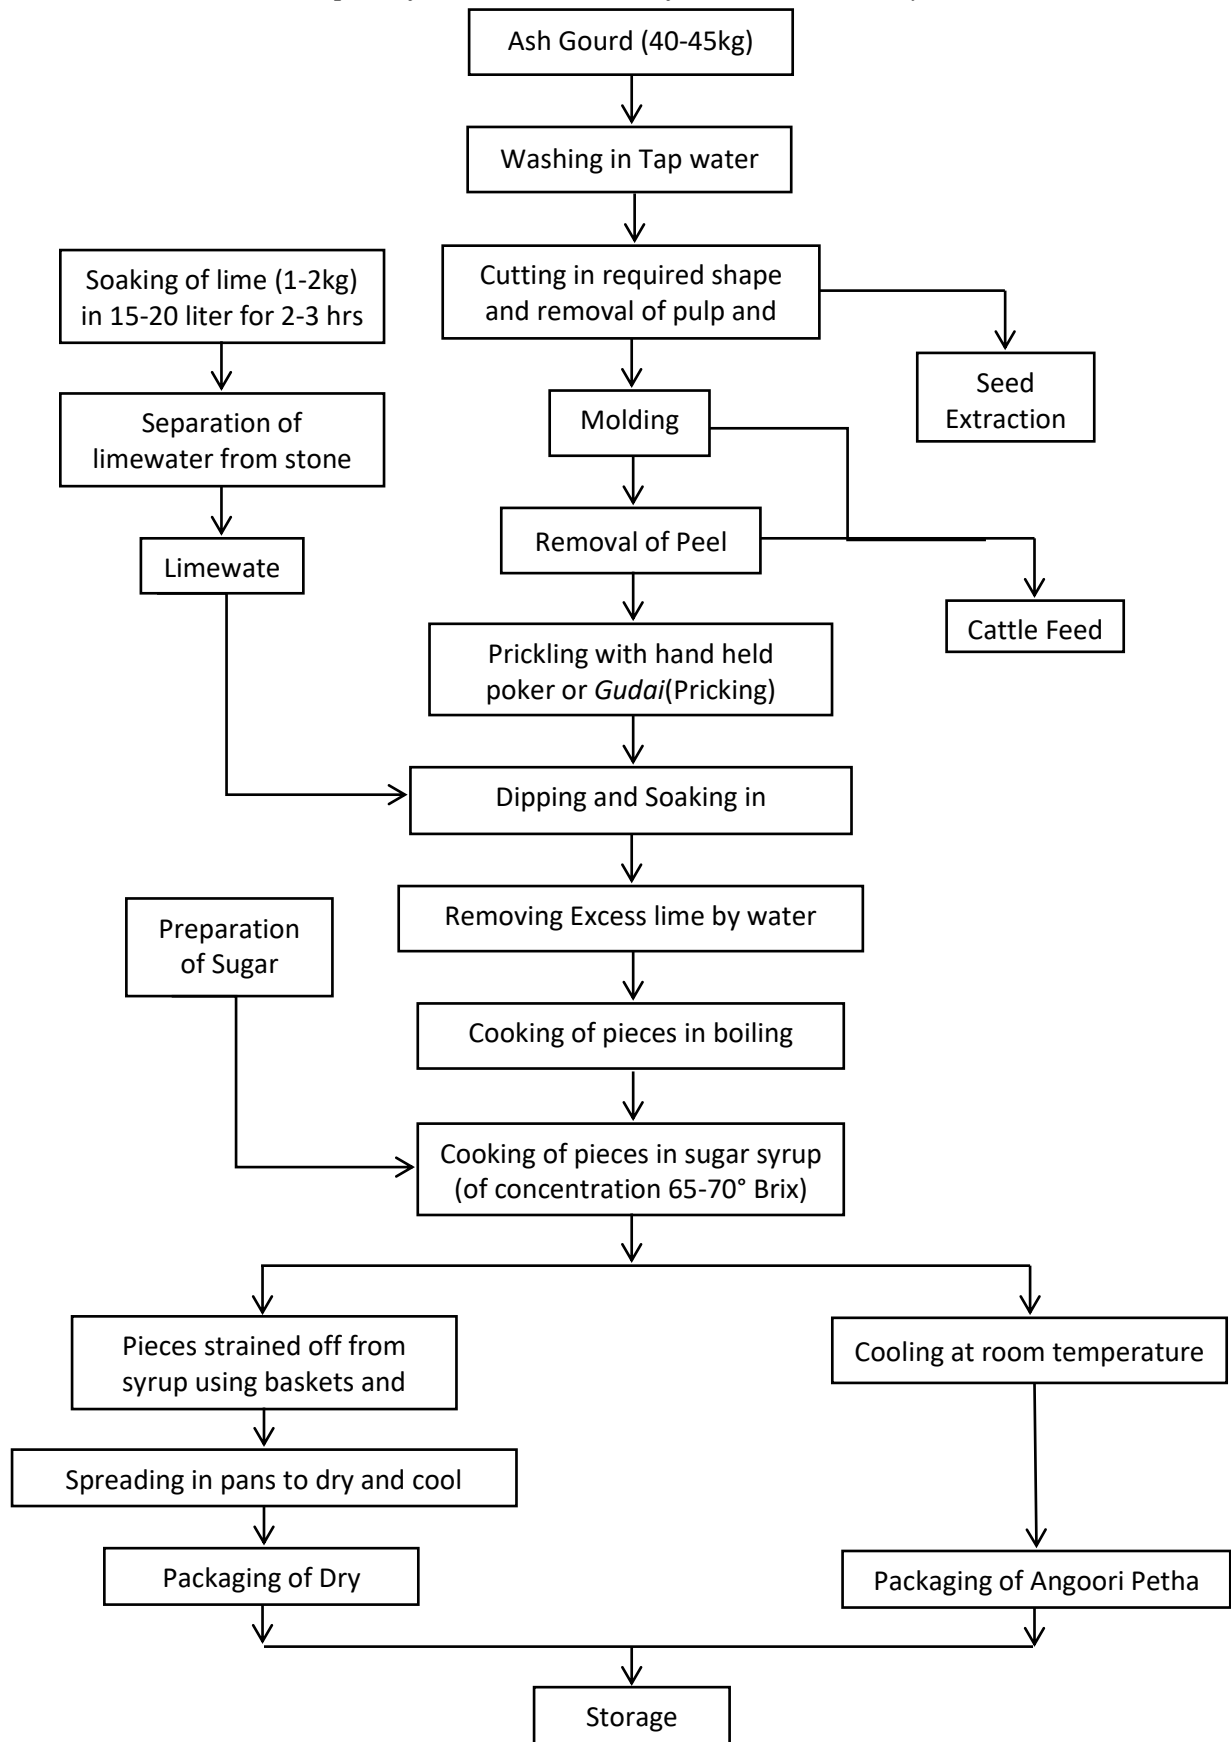 Ash Gourd (40-45kg)
Washing in Tap water
Cutting in required shape
and removal of pulp and
Soaking of lime (1-2kg)
in 15-20 liter for 2-3 hrs
Seed
Extraction
Molding
Separation of
limewater from stone
Removal of Peel
Limewate
Cattle Feed
Prickling with hand held
poker or Gudai(Pricking)
Dipping and Soaking in
Removing Excess lime by water
Preparation
of Sugar
Cooking of pieces in boiling
Cooking of pieces in sugar syrup
(of concentration 65-70° Brix)
Pieces strained off from
syrup using baskets and
Cooling at room temperature
Spreading in pans to dry and cool
Packaging of Dry
Packaging of Angoori Petha
Storage